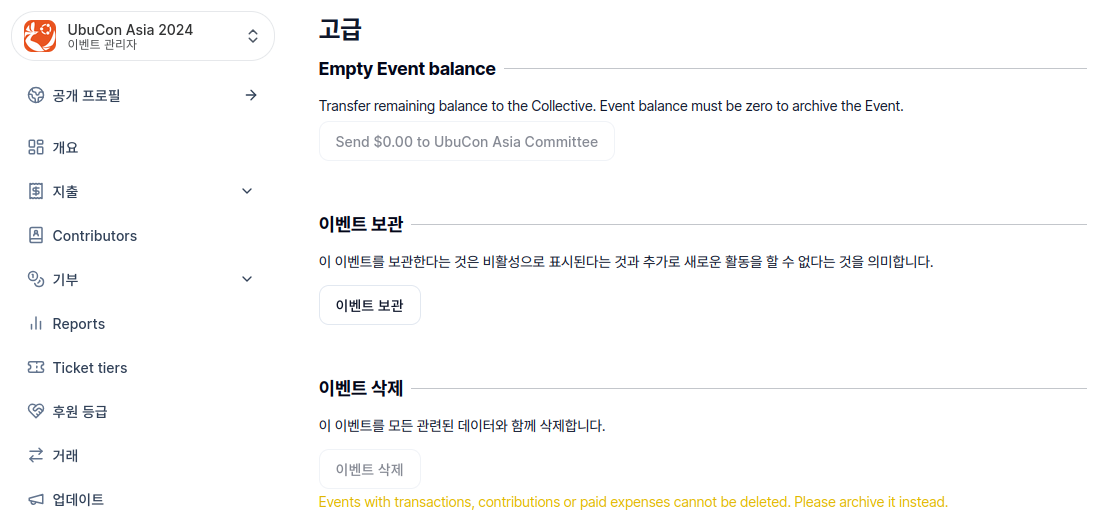 UbuCon Asia 2024
이벤트 관리자
공개 프로필
개요
지출
Contributors
기부
Reports
Ticket tiers
후원 등급
거래
업데이트
고급
Empty Event balance
Transfer remaining balance to the Collective. Event balance must be zero to archive the Event.
Send $0.00 to UbuCon Asia Committee
이벤트 보관
이 이벤트를 보관한다는 것은 비활성으로 표시된다는 것과 추가로 새로운 활동을 할 수 없다는 것을 의미합니다.
이벤트 보관
이벤트 삭제
이 이벤트를 모든 관련된 데이터와 함께 삭제합니다.
이벤트 삭제
Events with transactions, contributions or paid expenses cannot be deleted. Please archive it instead.